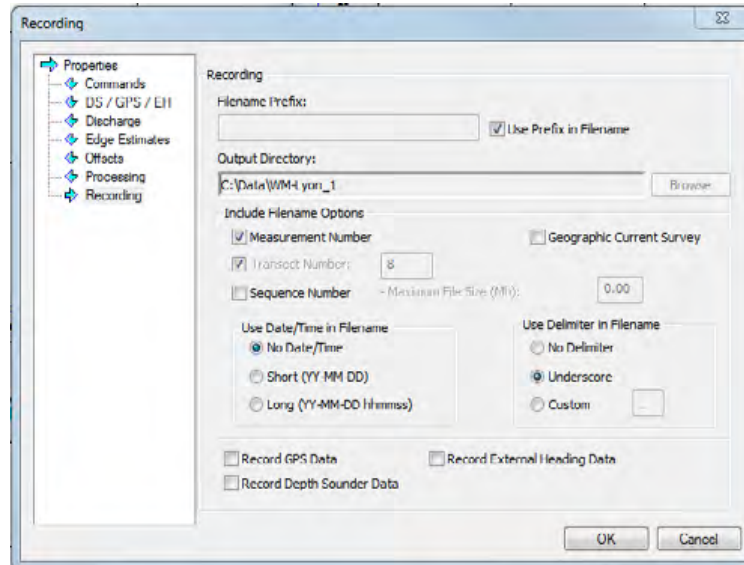 Recording
Properties
Commands
DS / GPS / EH
Discharge
Edge Estimates
Offsets
Processing
Recording
Recording
Filename Prefix:
Use Prefix in Filename
Output Directory:
C:\Data\WM-Lyon_1
Browse
Include Filename Options
Measurement Number
Geographic Current Survey
Transect Number:
8
Sequence Number
- Maximum File Size (Mb):
0.00
Use Date/Time in Filename
No Date/Time
Short (YY MM DD)
Long (YY-MM-DD hhmmss)
Use Delimiter in Filename
No Delimiter
Underscore
Custom
Record GPS Data
Record External Heading Data
Record Depth Sounder Data
OK
Cancel